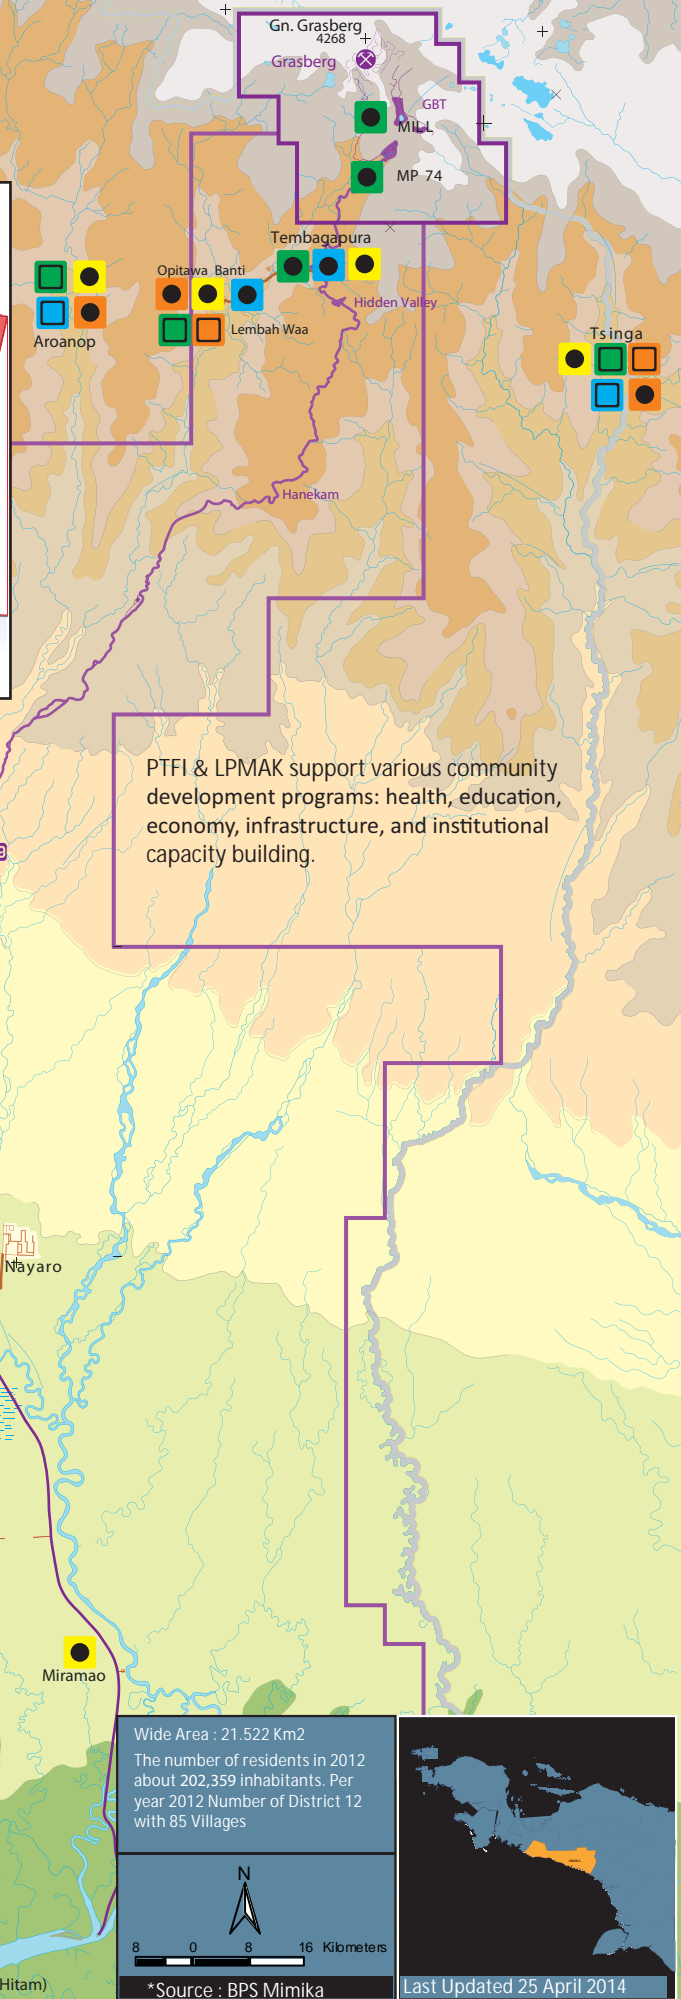 Gn. Grasberg
4268
Grasberg
GBT
MILL
MP 74
Tembagapura
Opitawa Banti
Hidden Valley
Lembah Waa
Aroanop
Tsinga
Hanekam
PTFI & LPMAK support various community
development programs: health, education,
economy, infrastructure, and institutional
capacity building.
9
Nayaro
Miramao
Wide Area : 21.522 Km2
The number of residents in 2012
about 202,359 inhabitants. Per
year 2012 Number of District 12
with 85 Villages
N
8 0 8 16 Kilometers
*Source : BPS Mimika
Last Updated 25 April 2014
Hitam)